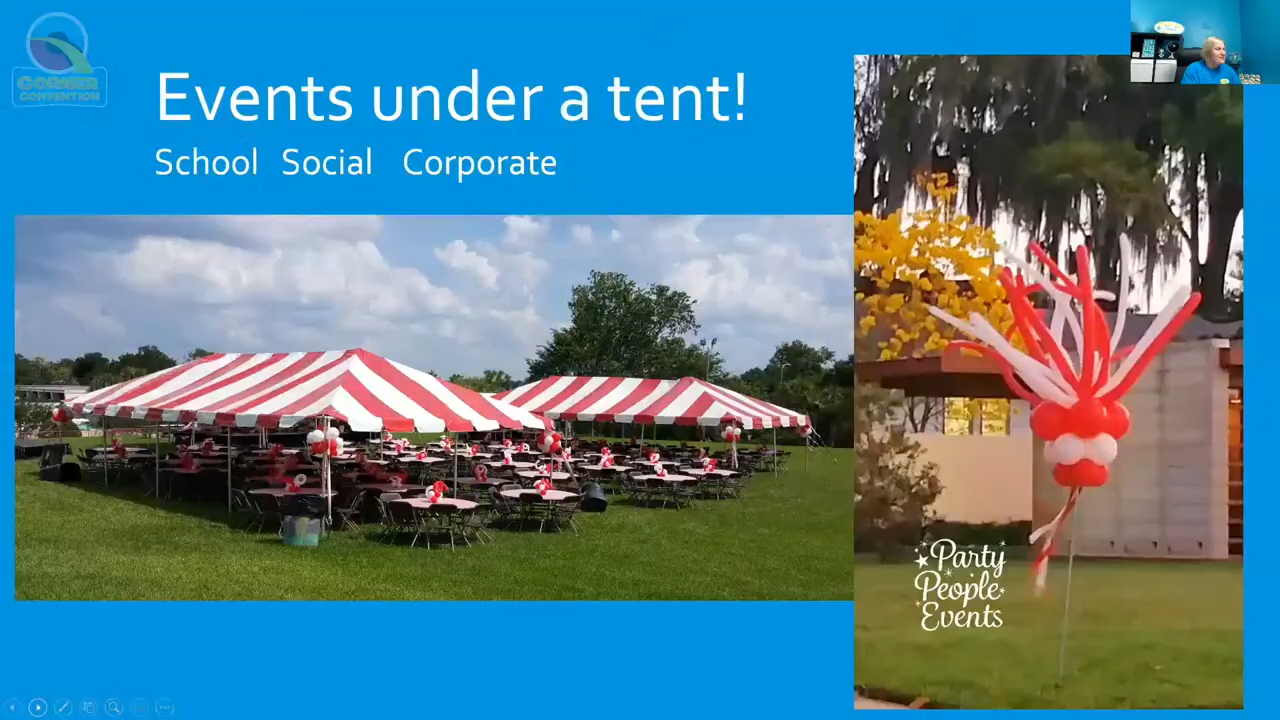 CORNER
CONVENTION
Events under a tent!
School Social Corporate
Party
People
Events